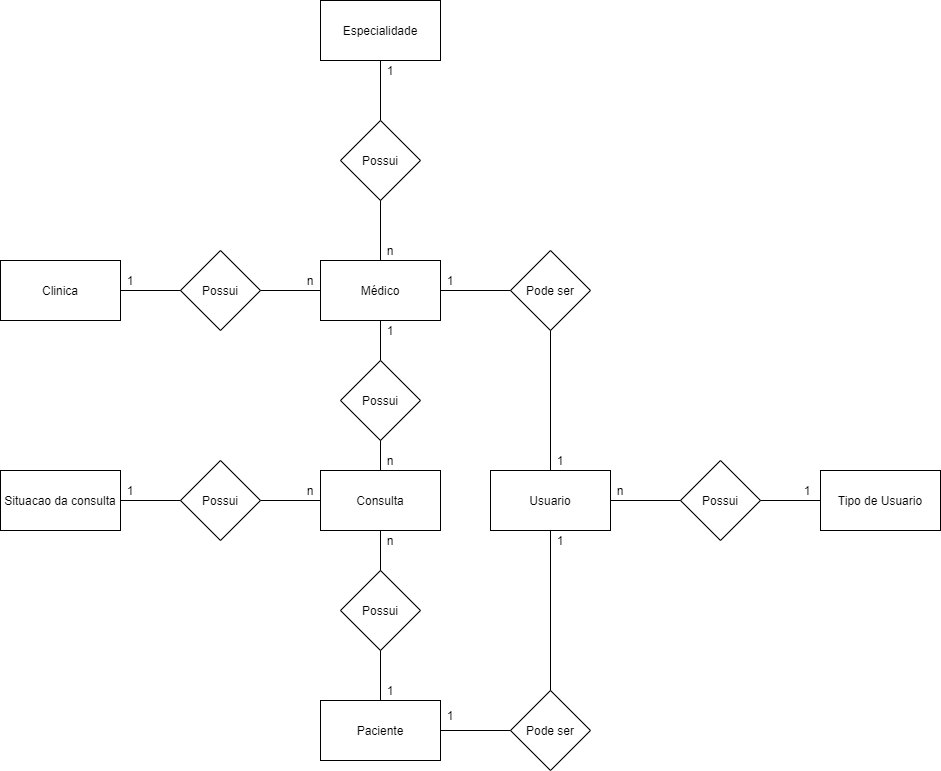 Especialidade
1
Possui
n
Clinica
1
Possui
n
Médico
1
Pode ser
1
Possui
n
1
Situacao da consulta
1
Possui
n
Consulta
Usuario
n
Possui
1
Tipo de Usuario
n
1
Possui
1
Paciente
1
Pode ser